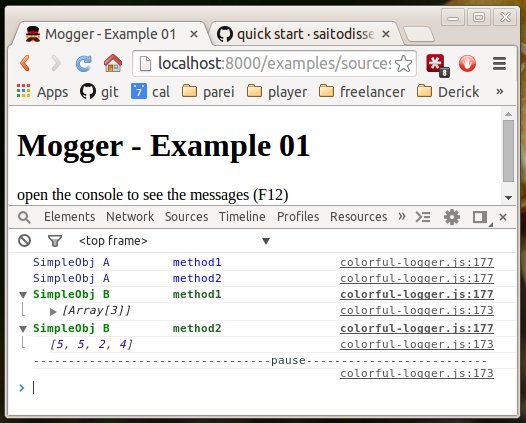 Mogger - Example 01 × quick start · saitodisse ×
localhost:8000/examples/sources 8
Apps git 7 cal parei player freelancer Derick »
Mogger - Example 01
open the console to see the messages (F12)
Elements Network Sources Timeline Profiles Resources »
<top frame>
SimpleObj A method1 colorful-logger.js:177
SimpleObj A method2 colorful-logger.js:177
SimpleObj B method1 colorful-logger.js:177
[Array[3]] colorful-logger.js:173
SimpleObj B method2 colorful-logger.js:177
[5, 5, 2, 4] colorful-logger.js:173
----------------------------------pause--------------------------
colorful-logger.js:173